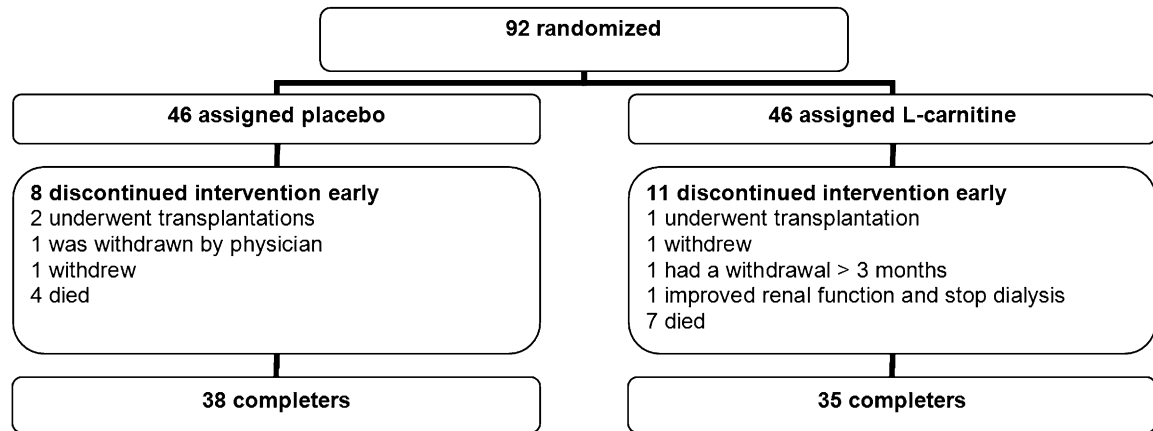 92 randomized
46 assigned placebo
46 assigned L-carnitine
8 discontinued intervention early
2 underwent transplantations
1 was withdrawn by physician
1 withdrew
4 died
11 discontinued intervention early
1 underwent transplantation
1 withdrew
1 had a withdrawal > 3 months
1 improved renal function and stop dialysis
7 died
38 completers
35 completers